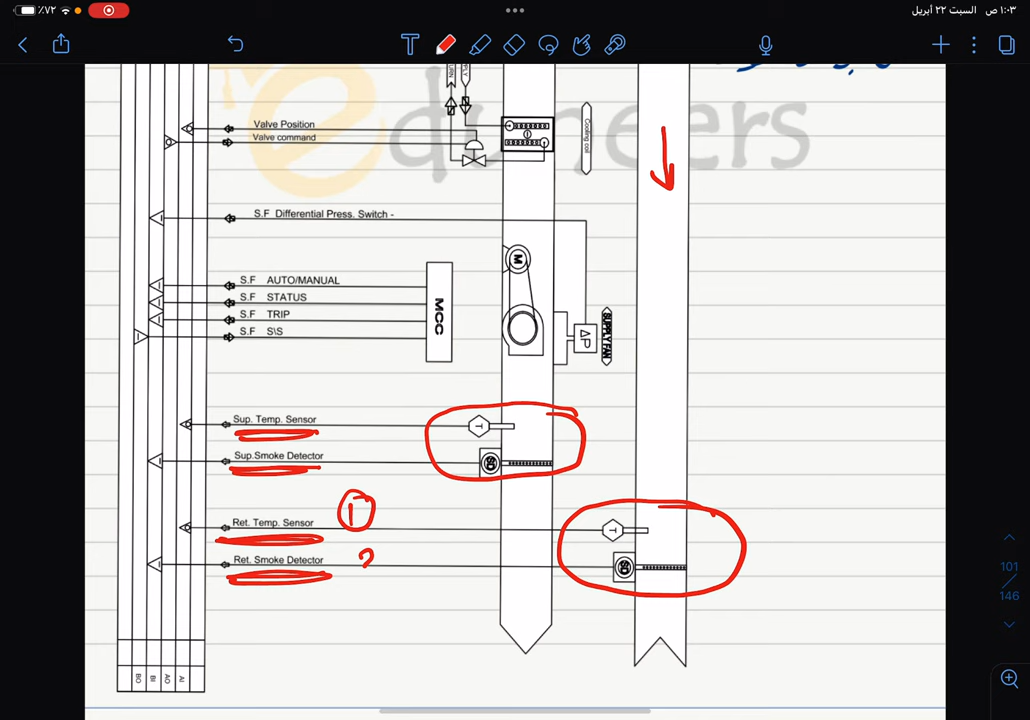 ٪٧٢
١:٠٣ ص السبت ٢٢ أبريل
T
edgineers
Valve Position
Valve command
Cooling coil
S.F Differential Press. Switch -
M
S.F AUTO/MANUAL
S.F STATUS
S.F TRIP
S.F S\S
MCC
ΔP
SUPPLY FAN
Sup. Temp. Sensor
T
Sup.Smoke Detector
SD
1
Ret. Temp. Sensor
T
Ret. Smoke Detector
2
SD
101
146
BO
BI
AO
AI